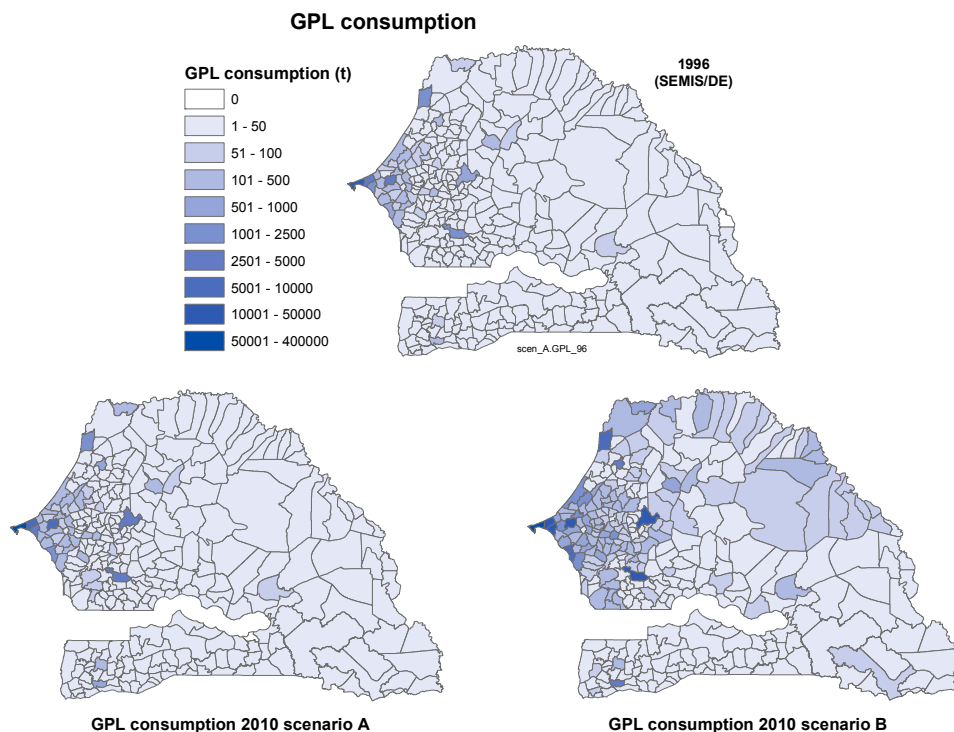 GPL consumption
1996
(SEMIS/DE)
GPL consumption (t)
0
1 - 50
51 - 100
101 - 500
501 - 1000
1001 - 2500
2501 - 5000
5001 - 10000
10001 - 50000
50001 - 400000
scen_A.GPL_96
GPL consumption 2010 scenario A
GPL consumption 2010 scenario B